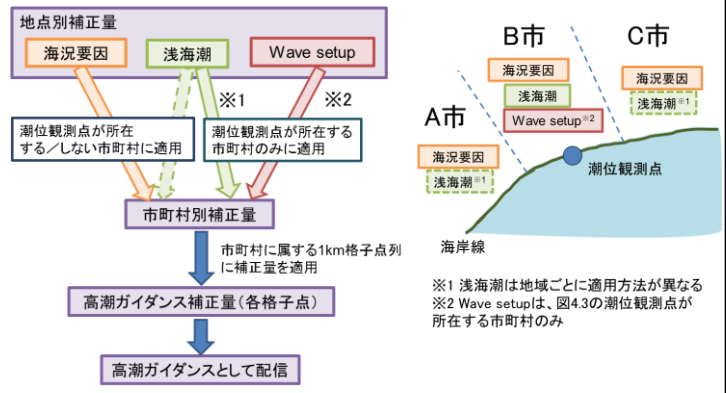 地点別補正量
海況要因
浅海潮
Wave setup
※1
※2
潮位観測点が所在
する／しない市町村に適用
潮位観測点が所在する
市町村のみに適用
市町村別補正量
市町村に属する1km格子点列
に補正量を適用
高潮ガイダンス補正量(各格子点)
高潮ガイダンスとして配信
A市
海況要因
浅海潮※1
B市
海況要因
浅海潮
Wave setup※2
C市
海況要因
浅海潮※1
潮位観測点
海岸線
※1 浅海潮は地域ごとに適用方法が異なる
※2 Wave setupは、図4.3の潮位観測点が
所在する市町村のみ